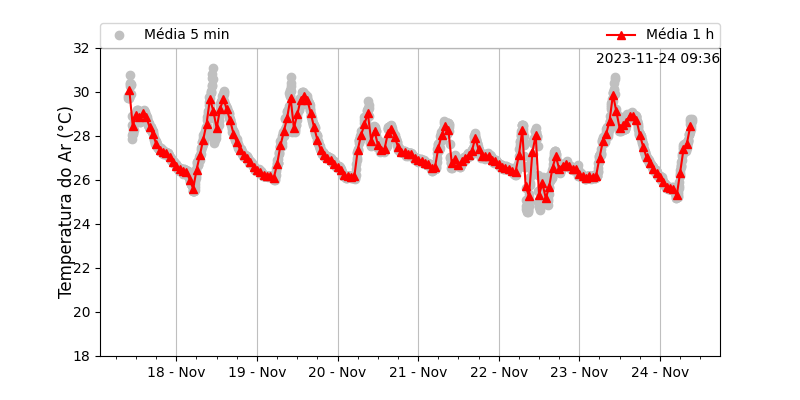 Média 5 min
Média 1 h
2023-11-24 09:36
Temperatura do Ar (°C)
32
30
28
26
24
22
20
18
18 - Nov
19 - Nov
20 - Nov
21 - Nov
22 - Nov
23 - Nov
24 - Nov